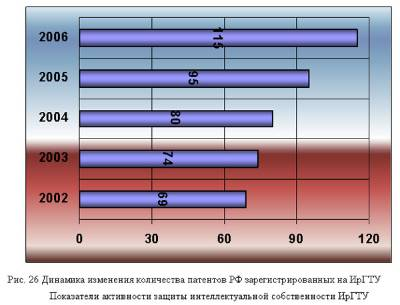 2006 115
2005 95
2004 80
2003 74
2002 69
0 30 60 90 120
Рис. 26 Динамика изменения количества патентов РФ зарегистрированных на ИрГТУ
Показатели активности защиты интеллектуальной собственности ИрГТУ